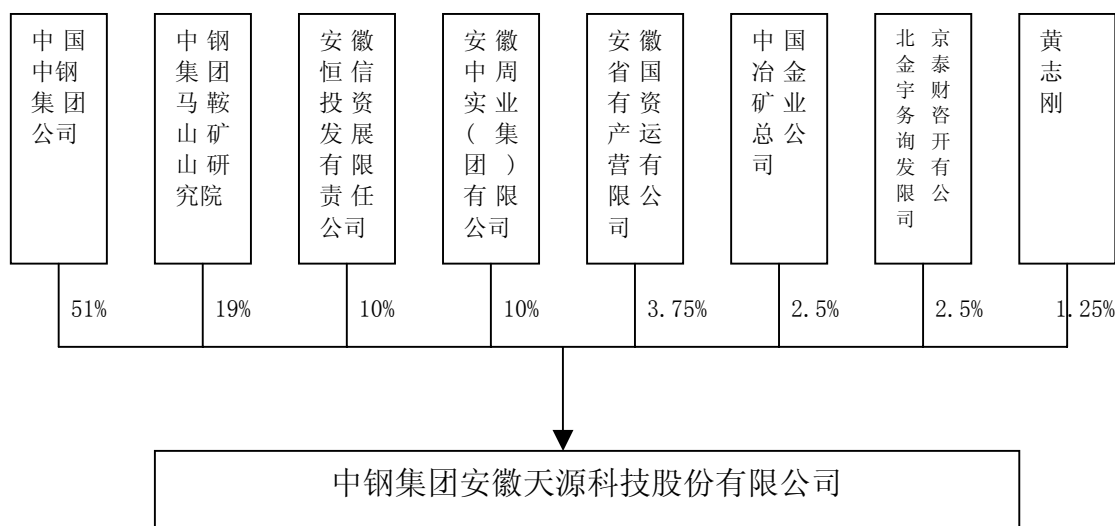 中国
中钢
集团
公司
中钢
集团
马鞍
山矿
山研
究院
安徽
恒信
投资
发展
有限
责任
公司
安徽
中周
实业
(集
团)
有限
公司
安徽
省国
有资
产运
营有
限公
司
中国
冶金
矿业
总公
司
北京
金泰
宇财
务咨
询开
发有
限公
司
黄
志
刚
51%
19%
10%
10%
3.75%
2.5%
2.5%
1.25%
中钢集团安徽天源科技股份有限公司